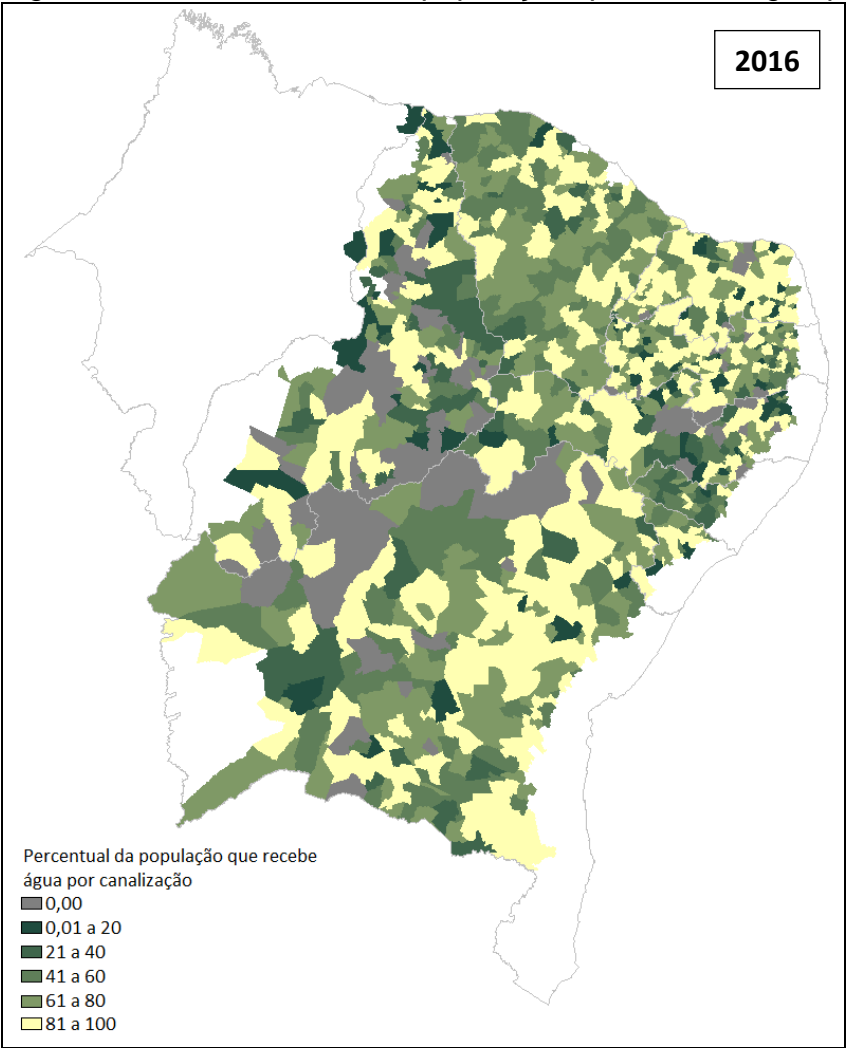 2016
Percentual da população que recebe
água por canalização
0,00
0,01 a 20
21 a 40
41 a 60
61 a 80
81 a 100